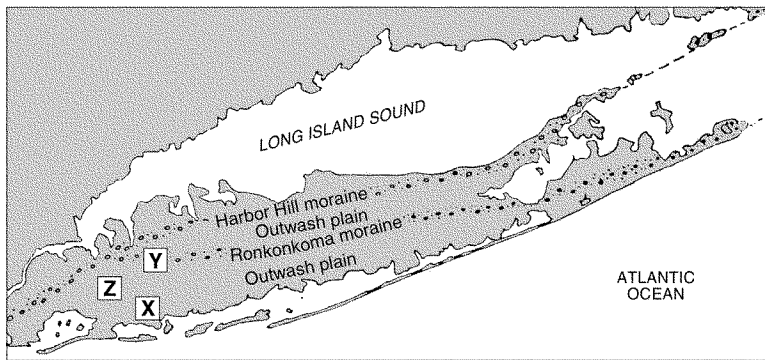 LONG ISLAND SOUND
Harbor Hill moraine
Outwash plain
Ronkonkoma moraine
Outwash plain
Y
Z
X
ATLANTIC
OCEAN